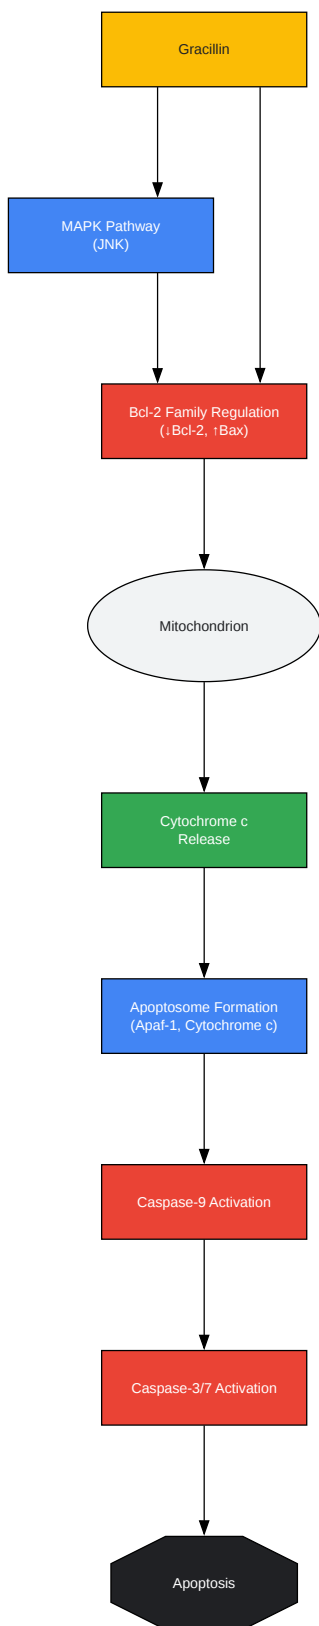 Gracillin
MAPK Pathway
(JNK)
Bcl-2 Family Regulation
(↓Bcl-2, ↑Bax)
Mitochondrion
Cytochrome c
Release
Apoptosome Formation
(Apaf-1, Cytochrome c)
Caspase-9 Activation
Caspase-3/7 Activation
Apoptosis